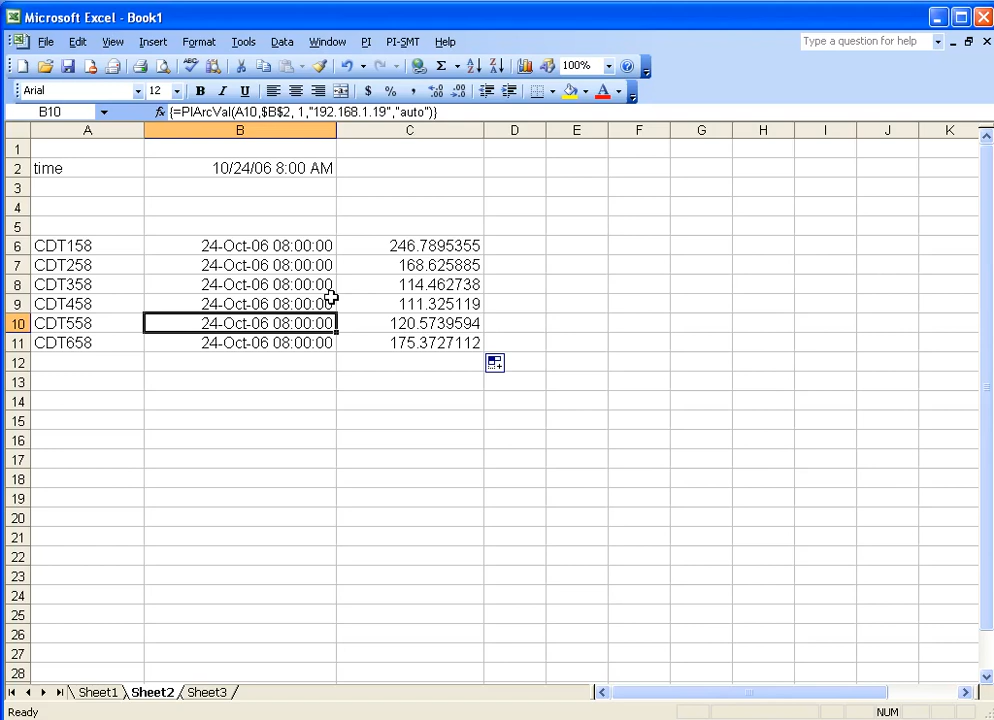 Microsoft Excel - Book1
File Edit View Insert Format Tools Data Window PI PI-SMT Help Type a question for help
ABC Σ A Z Z A 100% ?
Arial 12 B I U $ % , .0 .00 .00 .0 A
B10 fx {=PIArcVal(A10,$B$2, 1,"192.168.1.19","auto")}
A B C D E F G H I J K
1
2 time 10/24/06 8:00 AM
3
4
5
6 CDT158 24-Oct-06 08:00:00 246.7895355
7 CDT258 24-Oct-06 08:00:00 168.625885
8 CDT358 24-Oct-06 08:00:00 114.462738
9 CDT458 24-Oct-06 08:00:00 111.325119
10 CDT558 24-Oct-06 08:00:00 120.5739594
11 CDT658 24-Oct-06 08:00:00 175.3727112
12
13
14
15
16
17
18
19
20
21
22
23
24
25
26
27
28
Sheet1 Sheet2 Sheet3
Ready NUM